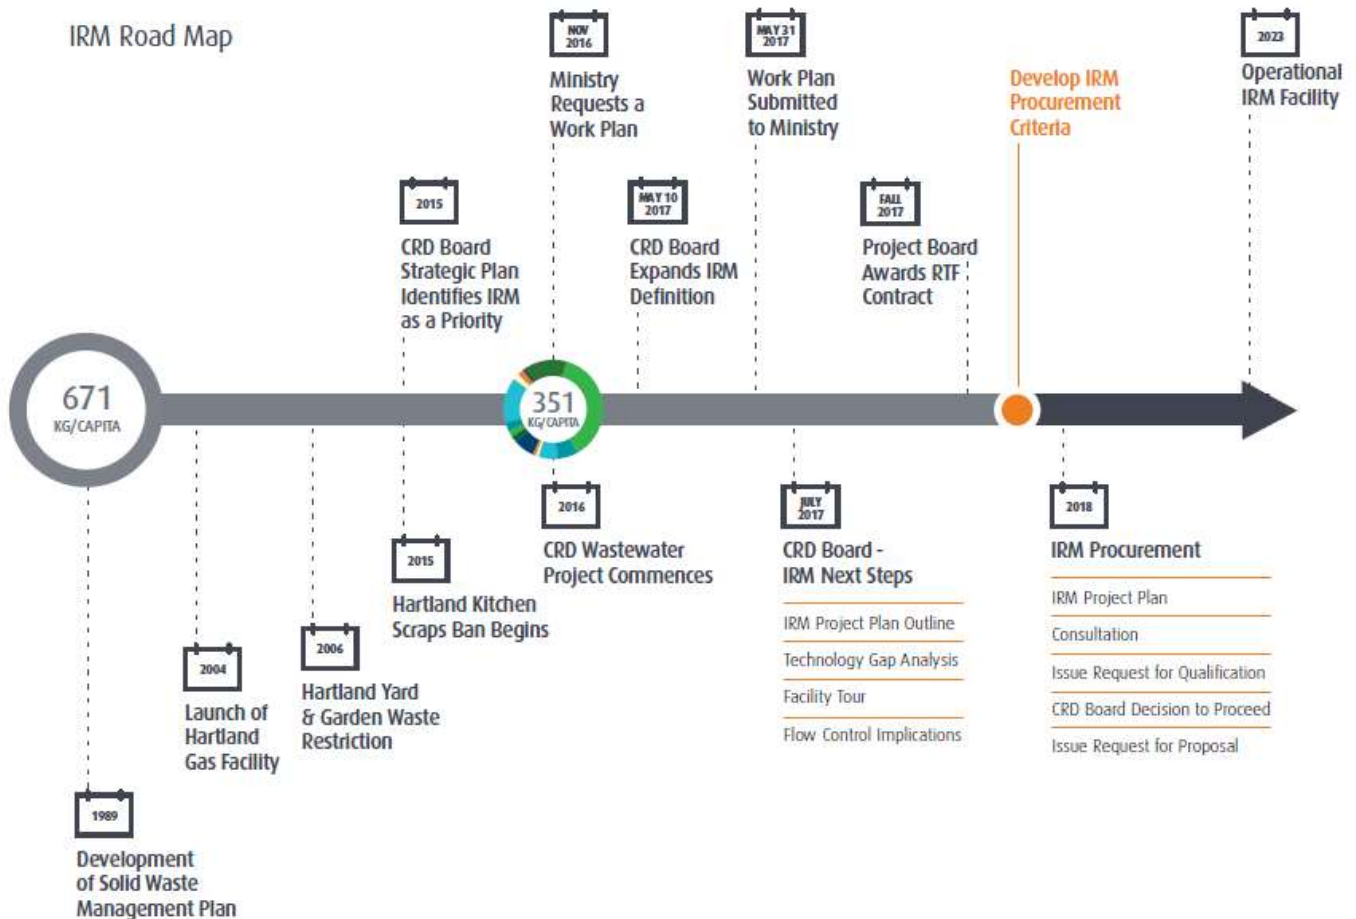 IRM Road Map
NOV
2016
Ministry
Requests a
Work Plan
MAY 31
2017
Work Plan
Submitted
to Ministry
Develop IRM
Procurement
Criteria
2023
Operational
IRM Facility
2015
CRD Board
Strategic Plan
Identifies IRM
as a Priority
MAY 10
2017
CRD Board
Expands IRM
Definition
FALL
2017
Project Board
Awards RTF
Contract
671
KG/CAPITA
351
KG/CAPITA
1989
Development
of Solid Waste
Management Plan
2004
Launch of
Hartland
Gas Facility
2006
Hartland Yard
& Garden Waste
Restriction
2015
Hartland Kitchen
Scraps Ban Begins
2016
CRD Wastewater
Project Commences
JULY
2017
CRD Board -
IRM Next Steps
IRM Project Plan Outline
Technology Gap Analysis
Facility Tour
Flow Control Implications
2018
IRM Procurement
IRM Project Plan
Consultation
Issue Request for Qualification
CRD Board Decision to Proceed
Issue Request for Proposal